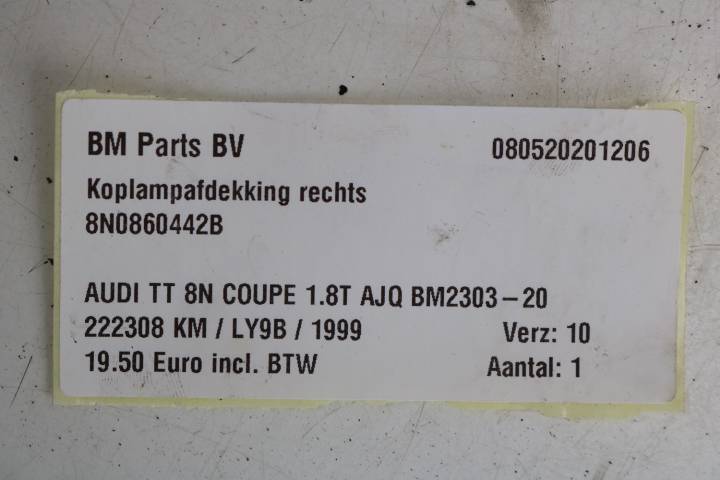 BM Parts BV 080520201206
Koplampafdekking rechts
8N0860442B
AUDI TT 8N COUPE 1.8T AJQ BM2303-20
222308 KM / LY9B / 1999 Verz: 10
19.50 Euro incl. BTW Aantal: 1